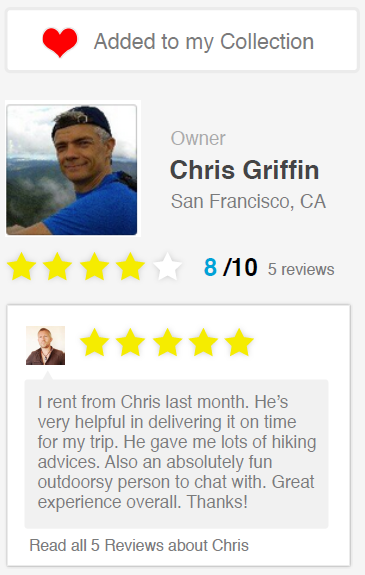 Added to my Collection
Owner
Chris Griffin
San Francisco, CA
8 /10 5 reviews
I rent from Chris last month. He's
very helpful in delivering it on time
for my trip. He gave me lots of hiking
advices. Also an absolutely fun
outdoorsy person to chat with. Great
experience overall. Thanks!
Read all 5 Reviews about Chris